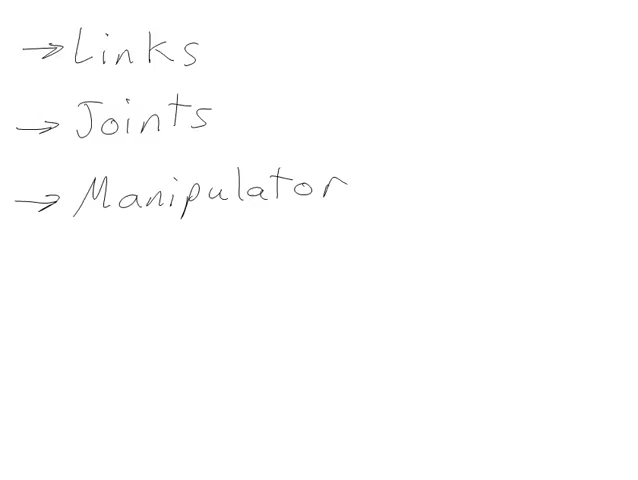 → Links
→ Joints
→ Manipulator